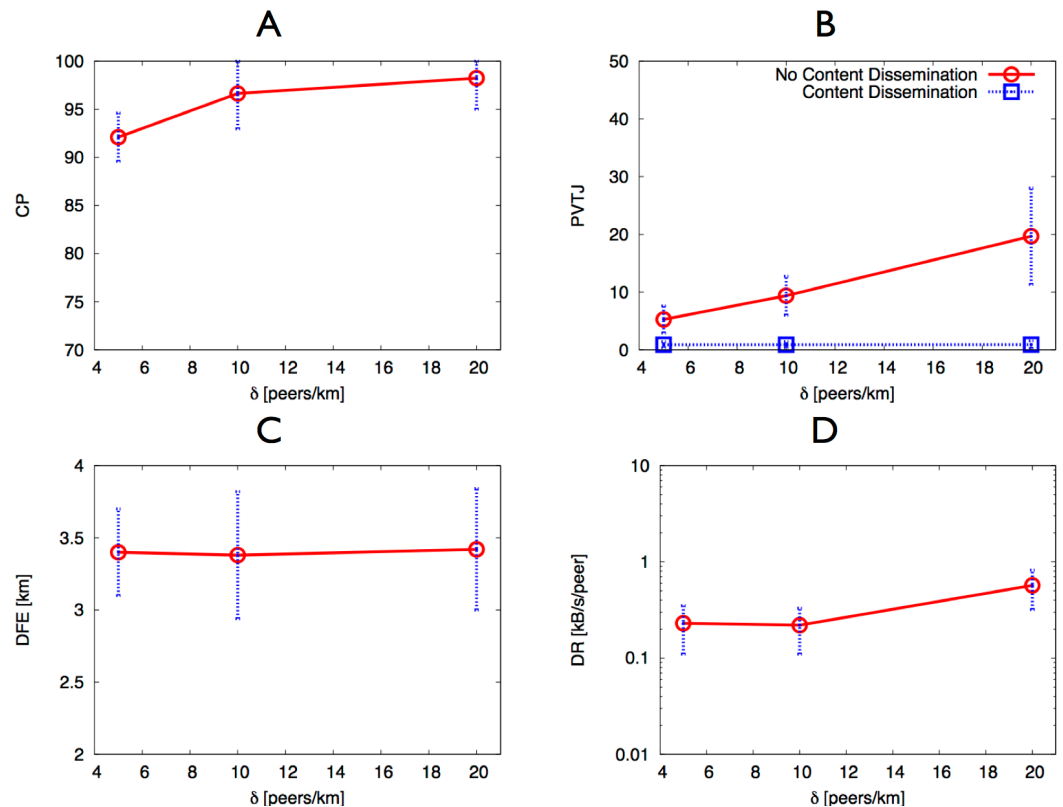 A
100
95
90
85
80
75
70
CP
4 6 8 10 12 14 16 18 20
δ [peers/km]
B
No Content Dissemination
Content Dissemination
50
40
30
20
10
0
PVTJ
4 6 8 10 12 14 16 18 20
δ [peers/km]
C
4
3.5
3
2.5
2
DFE [km]
4 6 8 10 12 14 16 18 20
δ [peers/km]
D
10
1
0.1
0.01
DR [kB/s/peer]
4 6 8 10 12 14 16 18 20
δ [peers/km]